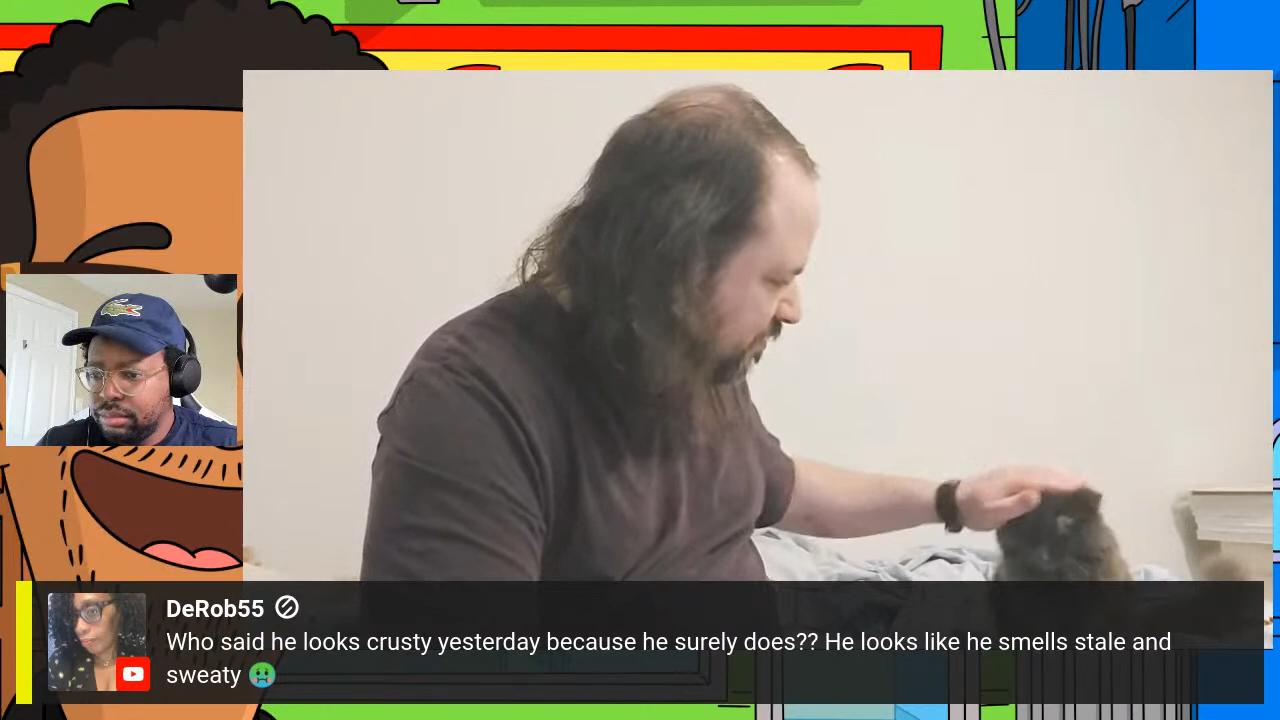 DeRob55
Who said he looks crusty yesterday because he surely does?? He looks like he smells stale and
sweaty 🤢